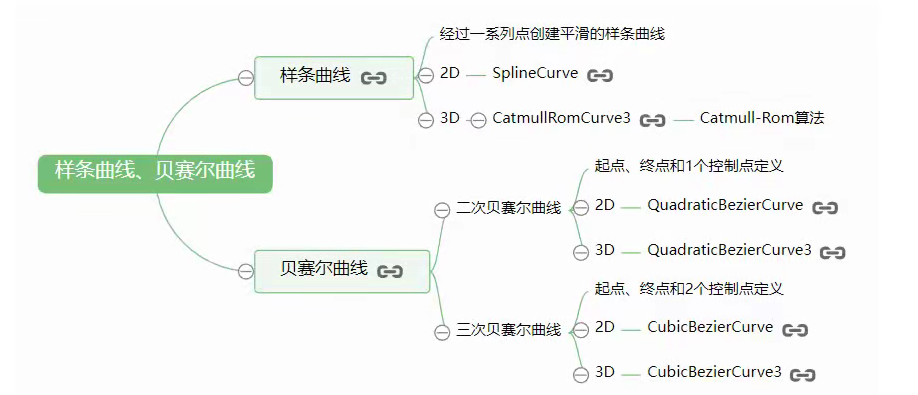 样条曲线、贝赛尔曲线
样条曲线
经过一系列点创建平滑的样条曲线
2D SplineCurve
3D CatmullRomCurve3 Catmull-Rom算法
贝赛尔曲线
二次贝赛尔曲线
起点、终点和1个控制点定义
2D QuadraticBezierCurve
3D QuadraticBezierCurve3
三次贝赛尔曲线
起点、终点和2个控制点定义
2D CubicBezierCurve
3D CubicBezierCurve3